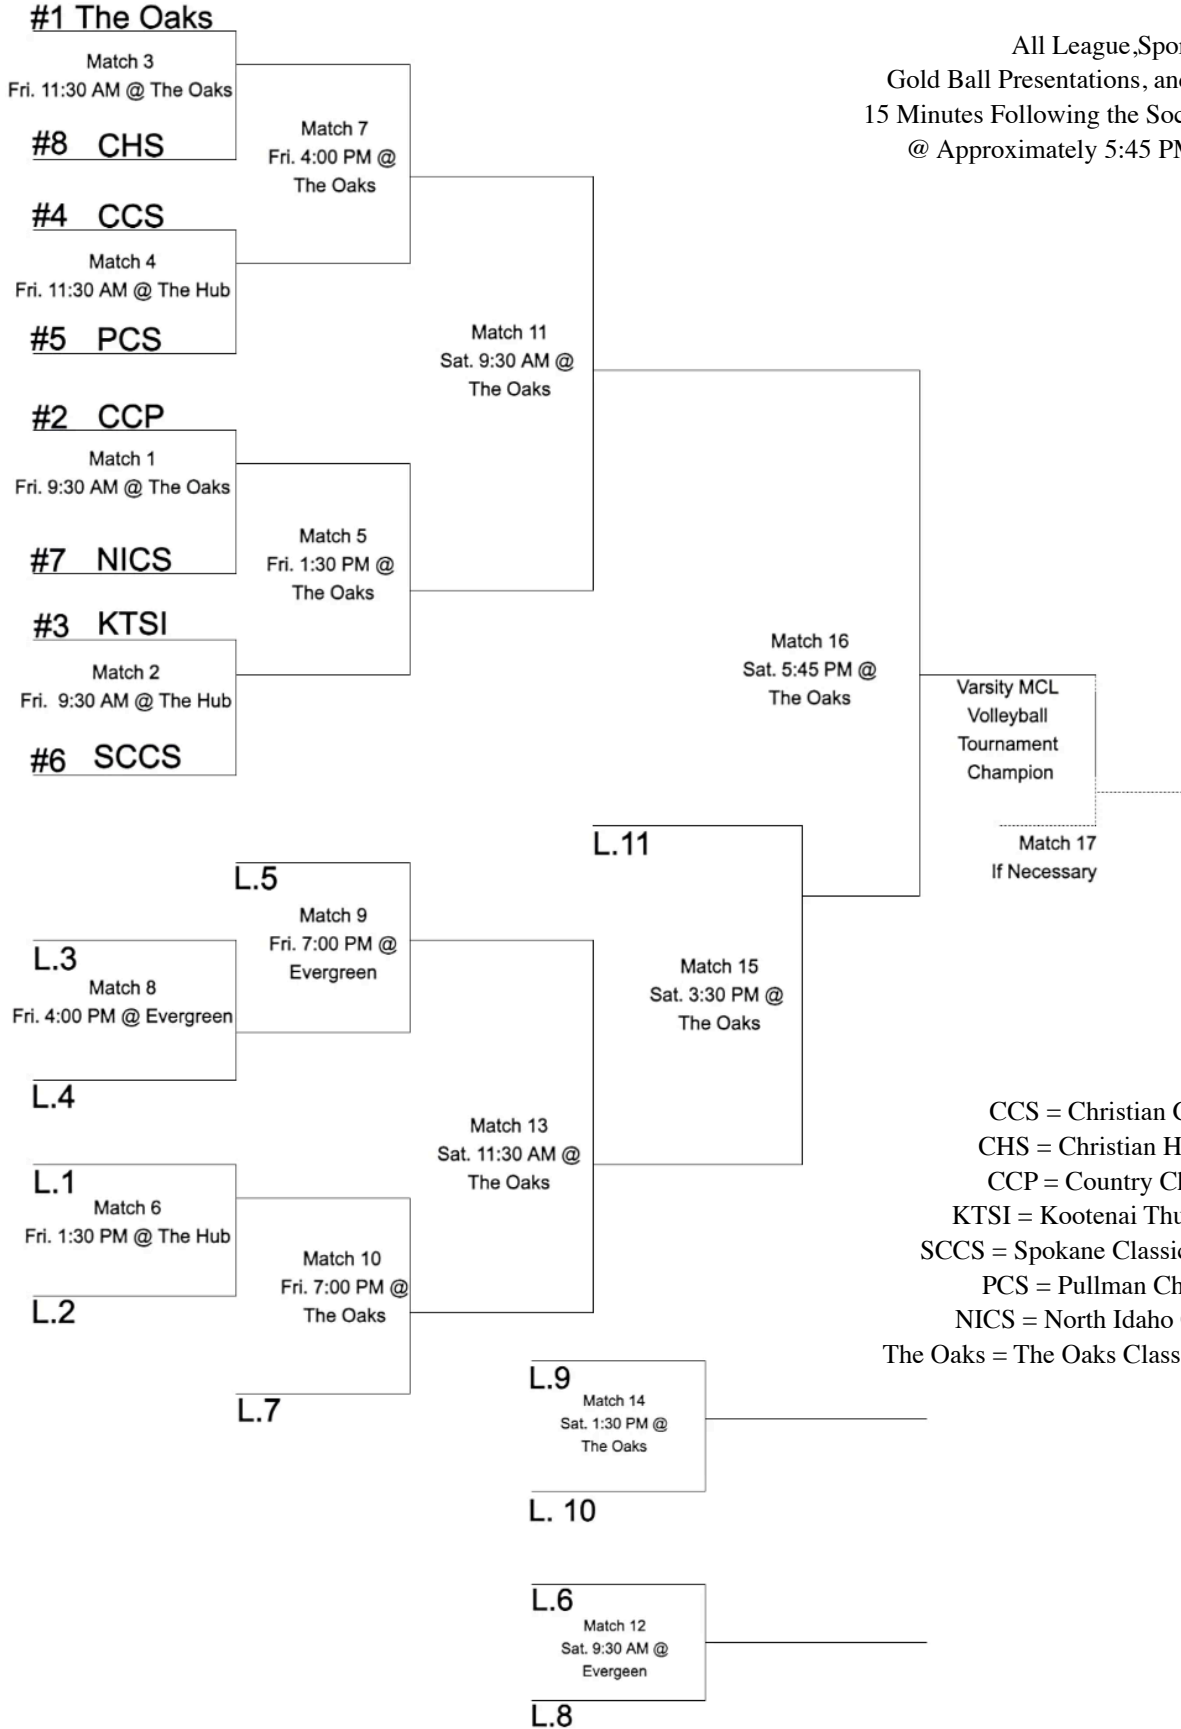 #1 The Oaks
Match 3
Fri. 11:30 AM @ The Oaks
#8 CHS
#4 CCS
Match 4
Fri. 11:30 AM @ The Hub
#5 PCS
#2 CCP
Match 1
Fri. 9:30 AM @ The Oaks
#7 NICS
#3 KTSI
Match 2
Fri. 9:30 AM @ The Hub
#6 SCCS
Match 7
Fri. 4:00 PM @
The Oaks
Match 5
Fri. 1:30 PM @
The Oaks
Match 11
Sat. 9:30 AM @
The Oaks
Match 16
Sat. 5:45 PM @
The Oaks
Varsity MCL
Volleyball
Tournament
Champion
Match 17
If Necessary
All League,Spor
Gold Ball Presentations, and
15 Minutes Following the Soc
@ Approximately 5:45 PM
L.11
L.5
Match 9
Fri. 7:00 PM @
Evergreen
L.3
Match 8
Fri. 4:00 PM @ Evergreen
L.4
L.1
Match 6
Fri. 1:30 PM @ The Hub
L.2
Match 10
Fri. 7:00 PM @
The Oaks
L.7
Match 13
Sat. 11:30 AM @
The Oaks
Match 15
Sat. 3:30 PM @
The Oaks
CCS = Christian C
CHS = Christian H
CCP = Country Ch
KTSI = Kootenai Thu
SCCS = Spokane Classic
PCS = Pullman Ch
NICS = North Idaho
The Oaks = The Oaks Class
L.9
Match 14
Sat. 1:30 PM @
The Oaks
L. 10
L.6
Match 12
Sat. 9:30 AM @
Evergeen
L.8